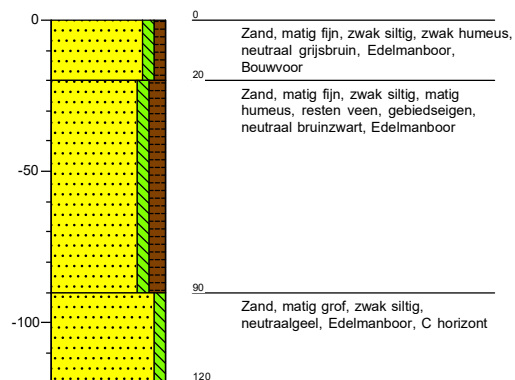 0
0
Zand, matig fijn, zwak siltig, zwak humeus,
neutraal grijsbruin, Edelmanboor,
Bouwvoor
20
Zand, matig fijn, zwak siltig, matig
humeus, resten veen, gebiedseigen,
neutraal bruinzwart, Edelmanboor
-50
90
Zand, matig grof, zwak siltig,
neutraalgeel, Edelmanboor, C horizont
-100
120